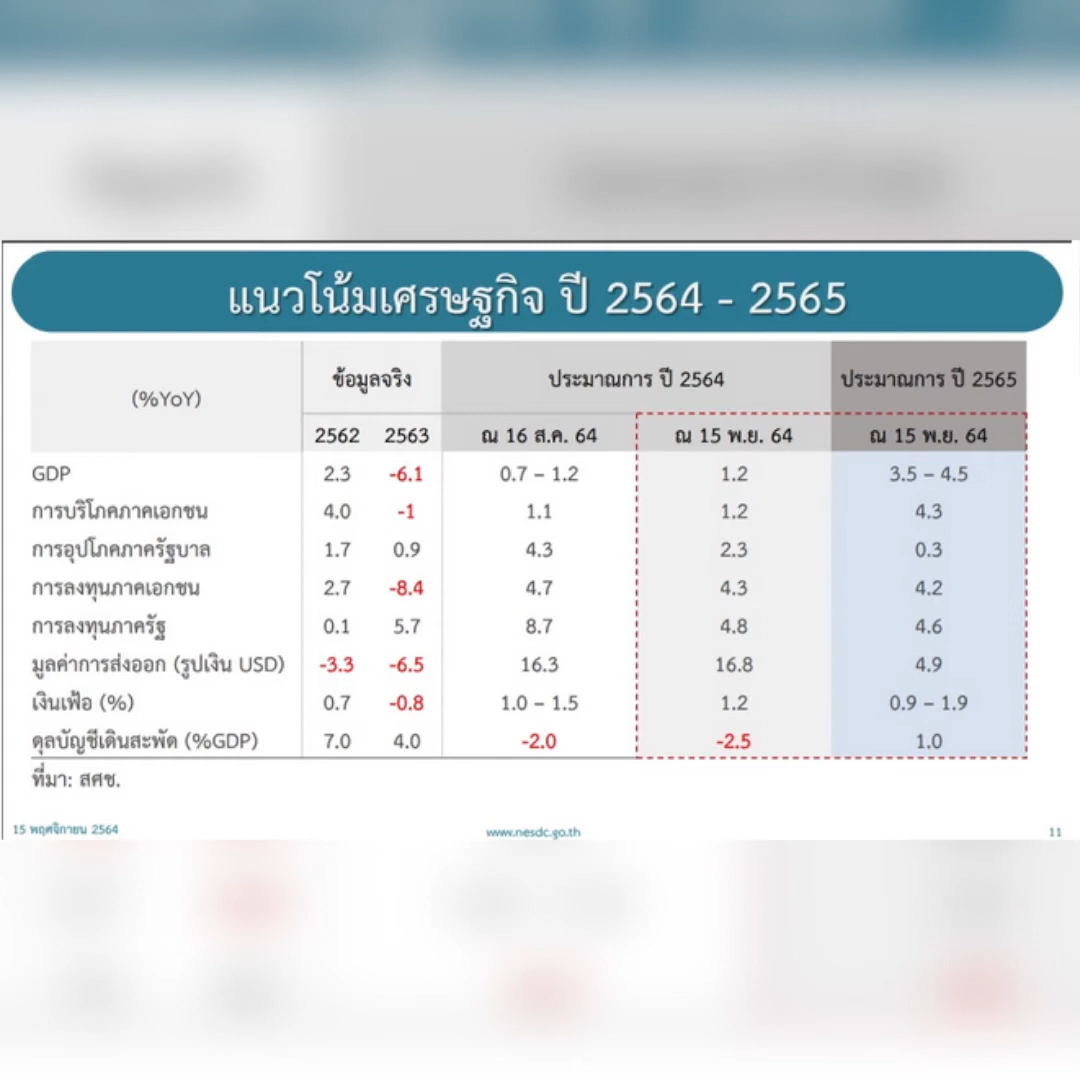 แนวโน้มเศรษฐกิจ ปี 2564 - 2565
(%YoY) ข้อมูลจริง ประมาณการ ปี 2564 ประมาณการ ปี 2565
2562 2563 ณ 16 ส.ค. 64 ณ 15 พ.ย. 64 ณ 15 พ.ย. 64
GDP 2.3 -6.1 0.7 – 1.2 1.2 3.5 – 4.5
การบริโภคภาคเอกชน 4.0 -1 1.1 1.2 4.3
การอุปโภคภาครัฐบาล 1.7 0.9 4.3 2.3 0.3
การลงทุนภาคเอกชน 2.7 -8.4 4.7 4.3 4.2
การลงทุนภาครัฐ 0.1 5.7 8.7 4.8 4.6
มูลค่าการส่งออก (รูปเงิน USD) -3.3 -6.5 16.3 16.8 4.9
เงินเฟ้อ (%) 0.7 -0.8 1.0 – 1.5 1.2 0.9 – 1.9
ดุลบัญชีเดินสะพัด (%GDP) 7.0 4.0 -2.0 -2.5 1.0
ที่มา: สศช.
15 พฤศจิกายน 2564 www.nesdc.go.th 11